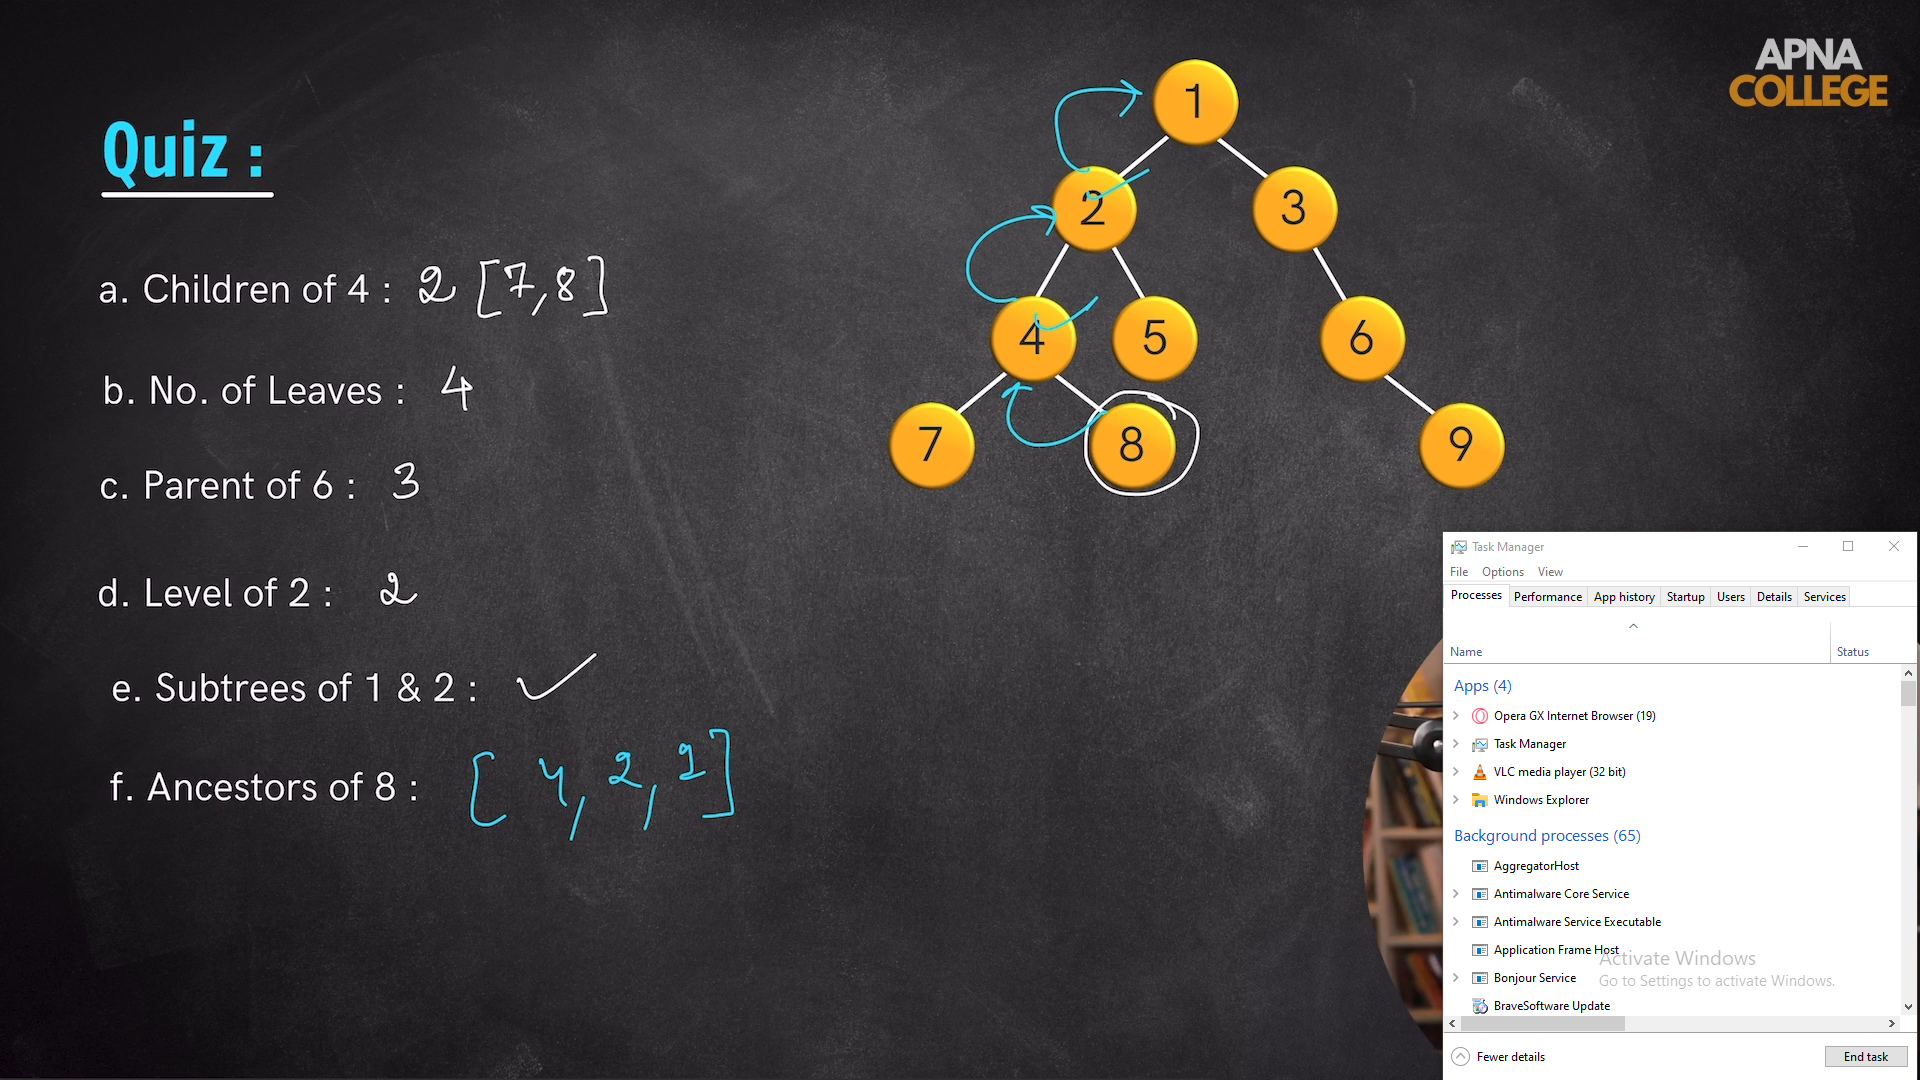 APNA
COLLEGE
Quiz :
a. Children of 4 : 2 [7,8]
b. No. of Leaves : 4
c. Parent of 6 : 3
d. Level of 2 : 2
e. Subtrees of 1 & 2 :
f. Ancestors of 8 : [ 4, 2, 1 ]
1
2
3
4
5
6
7
8
9
Task Manager
File Options View
Processes Performance App history Startup Users Details Services
Name Status
Apps (4)
Opera GX Internet Browser (19)
Task Manager
VLC media player (32 bit)
Windows Explorer
Background processes (65)
AggregatorHost
Antimalware Core Service
Antimalware Service Executable
Application Frame Host
Bonjour Service
BraveSoftware Update
Activate Windows
Go to Settings to activate Windows.
Fewer details
End task